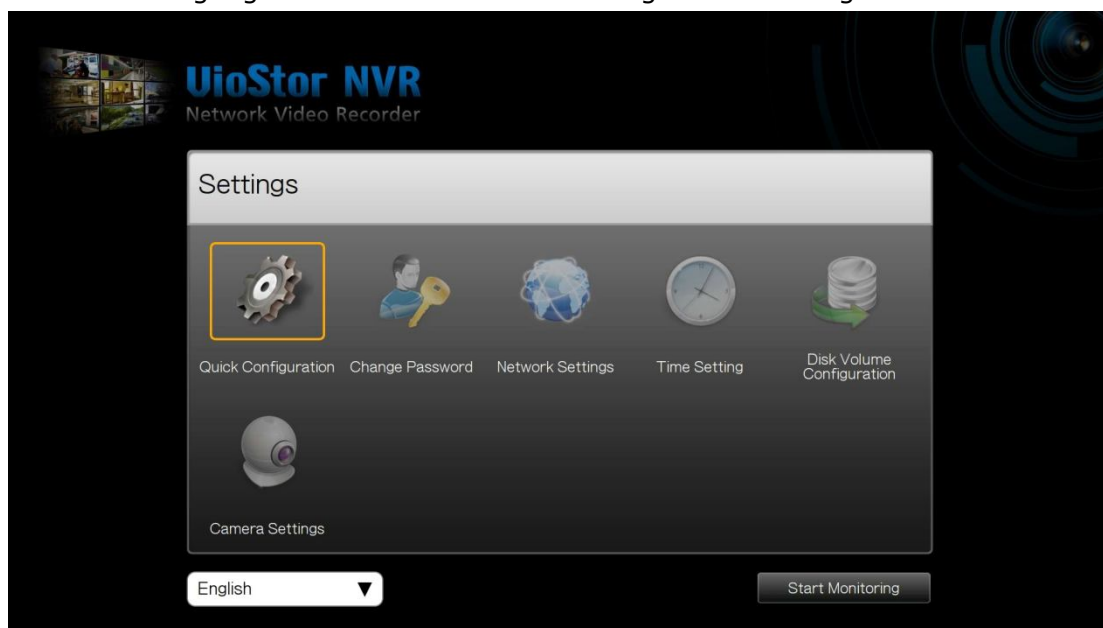 VioStor NVR
Network Video Recorder
Settings
Quick Configuration
Change Password
Network Settings
Time Setting
Disk Volume
Configuration
Camera Settings
English
Start Monitoring